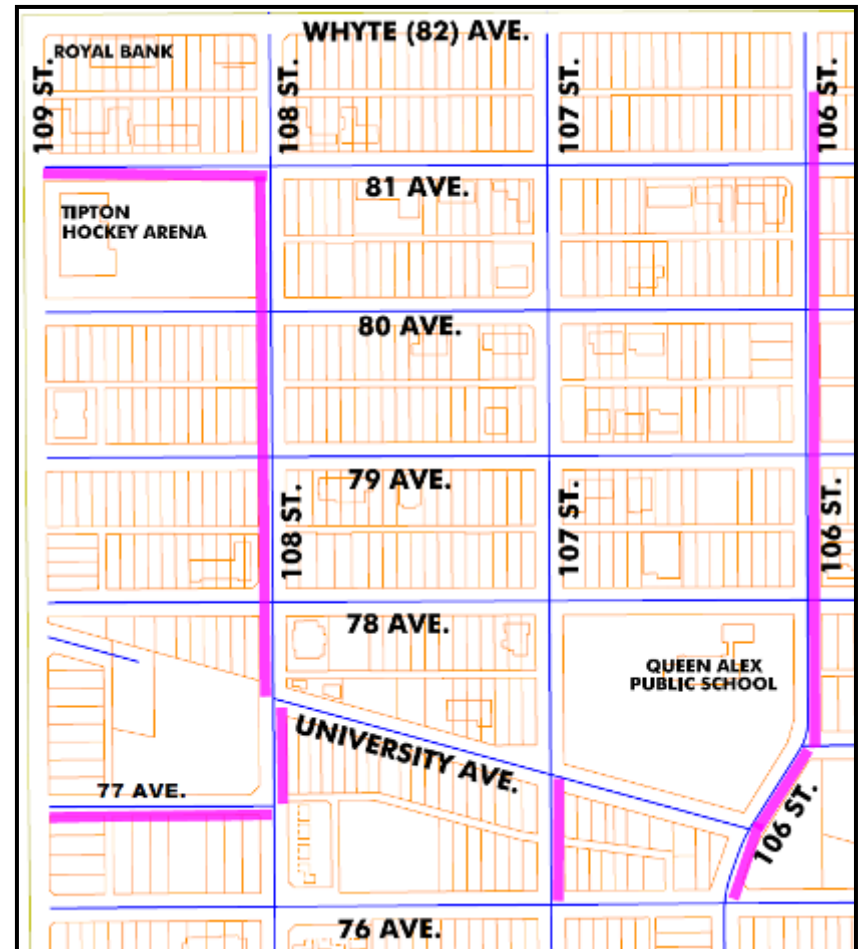 WHYTE (82) AVE.
ROYAL BANK
109 ST.
108 ST.
107 ST.
106 ST.
81 AVE.
TIPTON
HOCKEY ARENA
80 AVE.
79 AVE.
108 ST.
107 ST.
106 ST.
78 AVE.
QUEEN ALEX
PUBLIC SCHOOL
UNIVERSITY AVE.
77 AVE.
106 ST.
76 AVE.